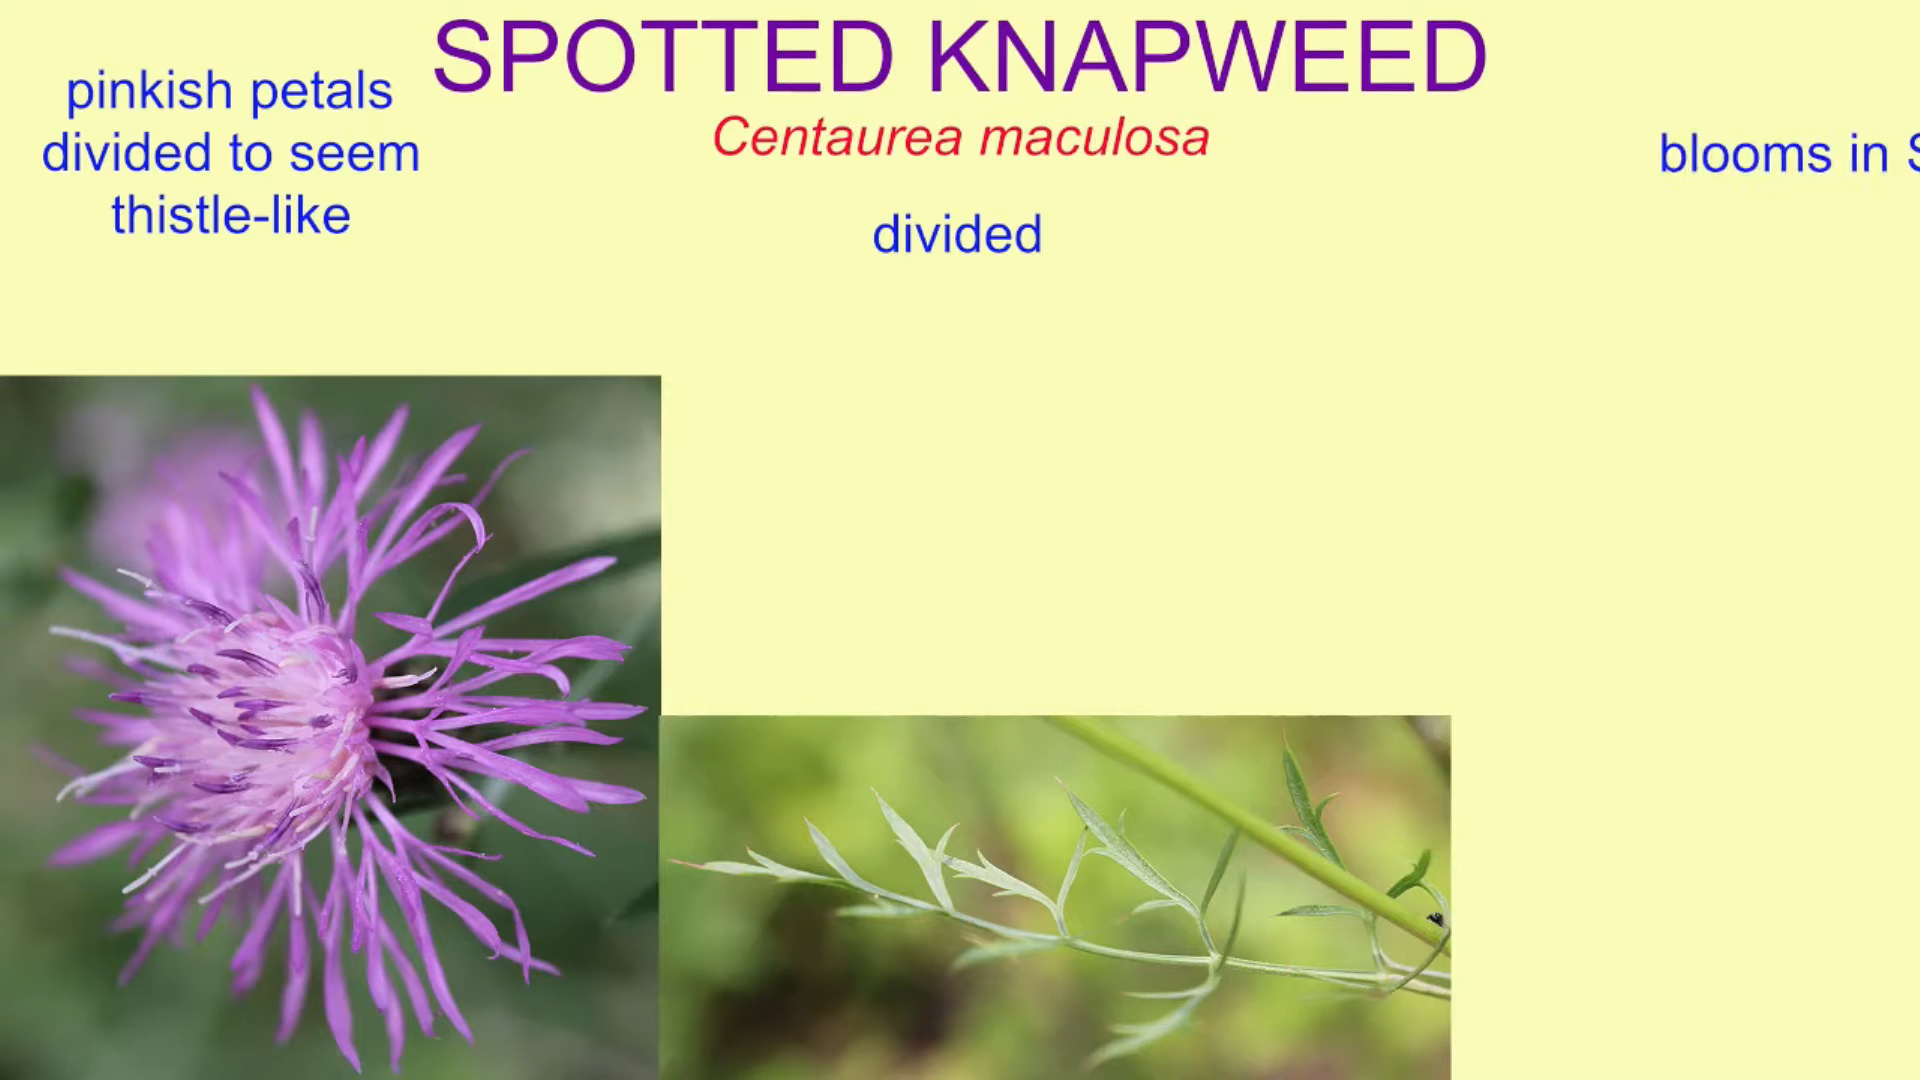 SPOTTED KNAPWEED
Centaurea maculosa
pinkish petals
divided to seem
thistle-like
divided
blooms in